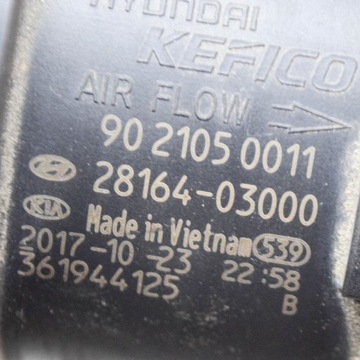 HYUNDAI
KEFICO
AIR FLOW
90 2105 0011
28164-03000
KIA Made in Vietnam 539
2017-10-23 22:58
361944125 B